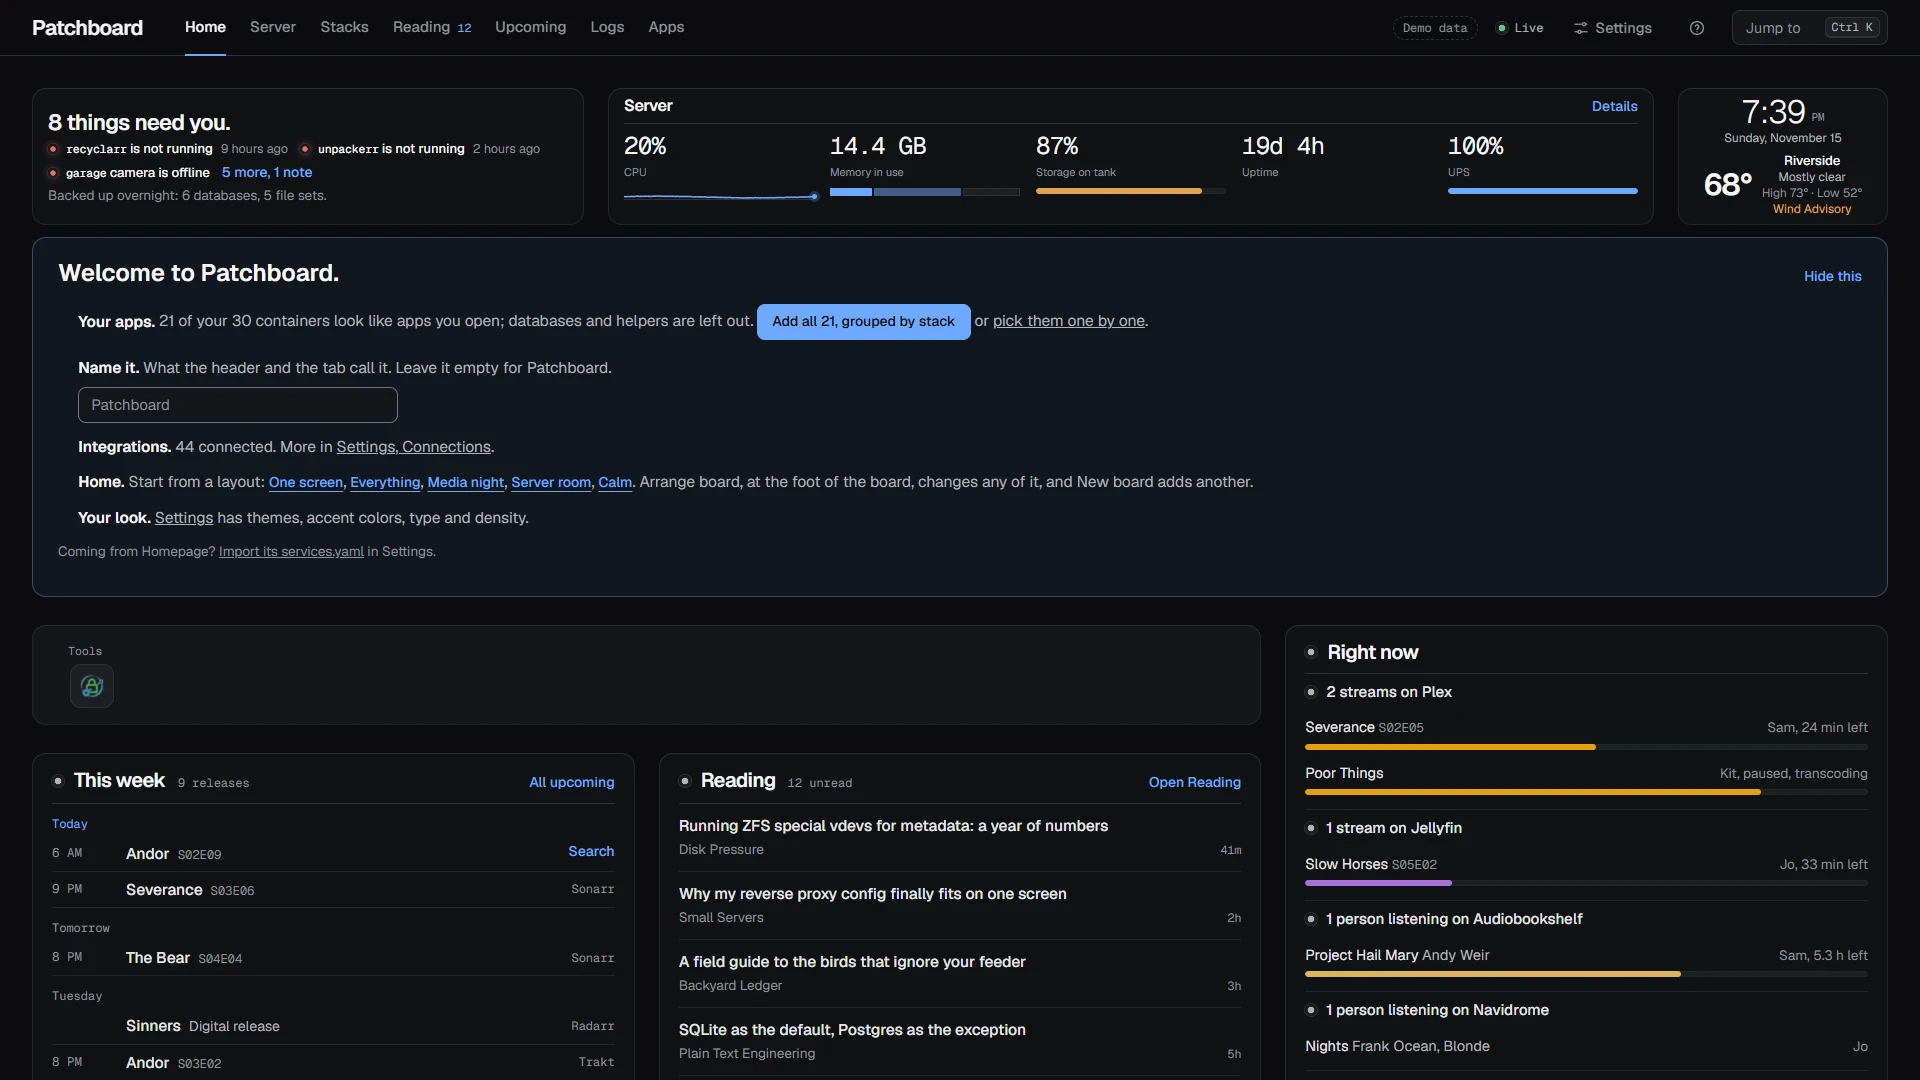 Patchboard
Home
Server
Stacks
Reading 12
Upcoming
Logs
Apps
Demo data
Live
Settings
Jump to
Ctrl K
8 things need you.
recyclarr is not running 9 hours ago
unpackerr is not running 2 hours ago
garage camera is offline 5 more, 1 note
Backed up overnight: 6 databases, 5 file sets.
Server
Details
20%
CPU
14.4 GB
Memory in use
87%
Storage on tank
19d 4h
Uptime
100%
UPS
7:39 PM
Sunday, November 15
68°
Riverside
Mostly clear
High 73° · Low 52°
Wind Advisory
Welcome to Patchboard.
Hide this
Your apps. 21 of your 30 containers look like apps you open; databases and helpers are left out. Add all 21, grouped by stack or pick them one by one.
Name it. What the header and the tab call it. Leave it empty for Patchboard.
Patchboard
Integrations. 44 connected. More in Settings, Connections.
Home. Start from a layout: One screen, Everything, Media night, Server room, Calm. Arrange board, at the foot of the board, changes any of it, and New board adds another.
Your look. Settings has themes, accent colors, type and density.
Coming from Homepage? Import its services.yaml in Settings.
Tools
This week 9 releases
All upcoming
Today
6 AM Andor S02E09 Search
9 PM Severance S03E06 Sonarr
Tomorrow
8 PM The Bear S04E04 Sonarr
Tuesday
Sinners Digital release Radarr
8 PM Andor S03E02 Trakt
Reading 12 unread
Open Reading
Running ZFS special vdevs for metadata: a year of numbers
Disk Pressure 41m
Why my reverse proxy config finally fits on one screen
Small Servers 2h
A field guide to the birds that ignore your feeder
Backyard Ledger 3h
SQLite as the default, Postgres as the exception
Plain Text Engineering 5h
Right now
2 streams on Plex
Severance S02E05 Sam, 24 min left
Poor Things Kit, paused, transcoding
1 stream on Jellyfin
Slow Horses S05E02 Jo, 33 min left
1 person listening on Audiobookshelf
Project Hail Mary Andy Weir Sam, 5.3 h left
1 person listening on Navidrome
Nights Frank Ocean, Blonde Jo